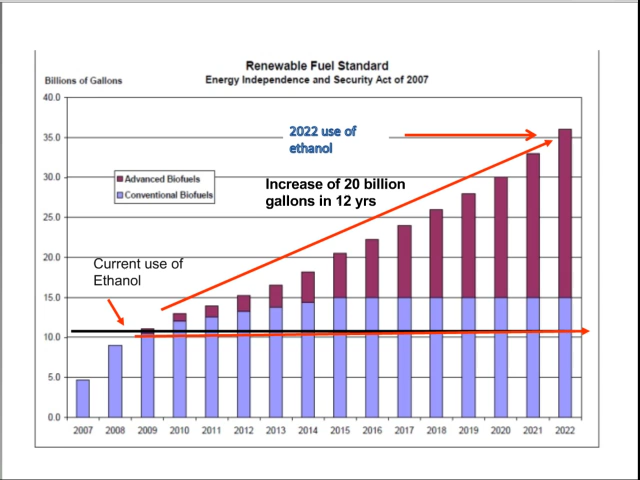 Renewable Fuel Standard
Energy Independence and Security Act of 2007
Billions of Gallons
40.0
35.0
30.0
25.0
20.0
15.0
10.0
5.0
0.0
2022 use of
ethanol
Advanced Biofuels
Conventional Biofuels
Increase of 20 billion
gallons in 12 yrs
Current use of
Ethanol
2007 2008 2009 2010 2011 2012 2013 2014 2015 2016 2017 2018 2019 2020 2021 2022